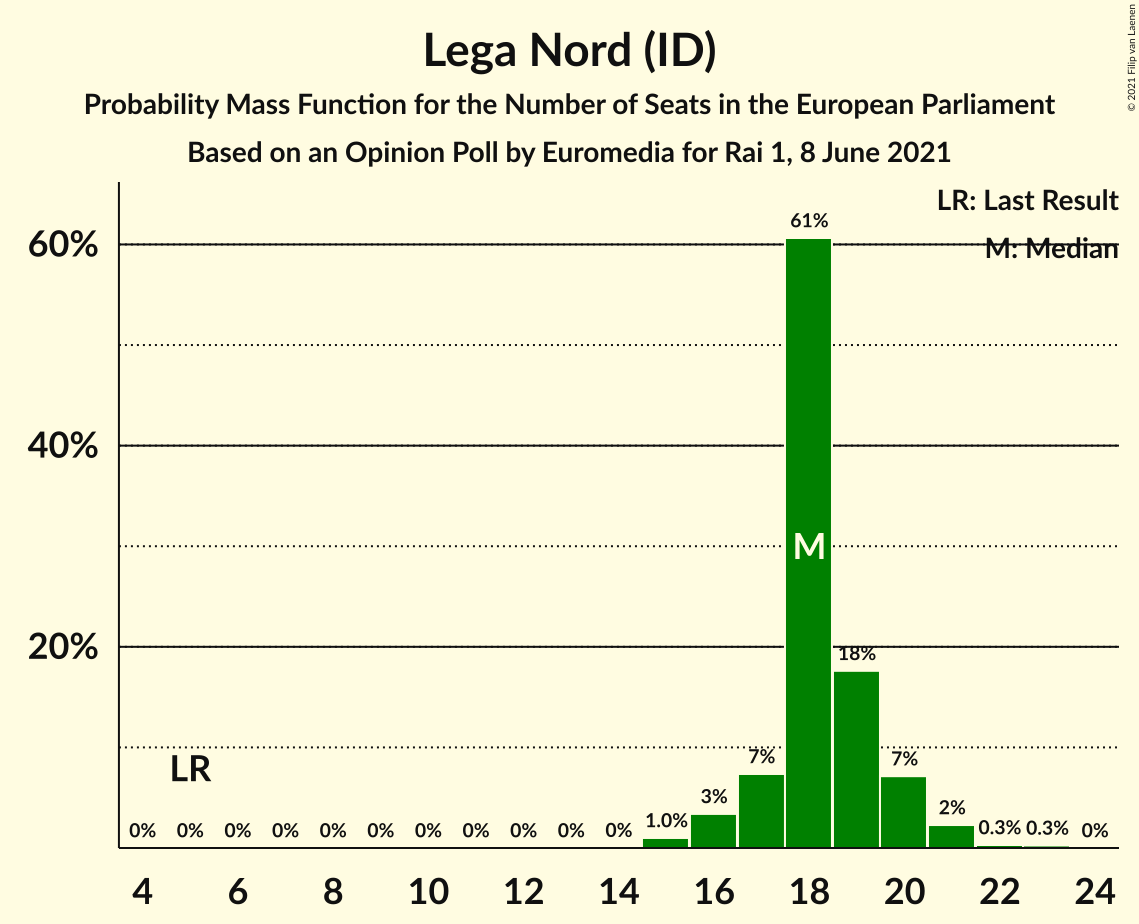 Lega Nord (ID)
Probability Mass Function for the Number of Seats in the European Parliament
Based on an Opinion Poll by Euromedia for Rai 1, 8 June 2021
© 2021 Filip van Laenen
LR: Last Result
M: Median
60%
40%
20%
61%
M
18%
LR
7%
7%
3%
2%
0% 0% 0% 0% 0% 0% 0% 0% 0% 0% 0% 1.0% 0.3% 0.3% 0%
4 6 8 10 12 14 16 18 20 22 24